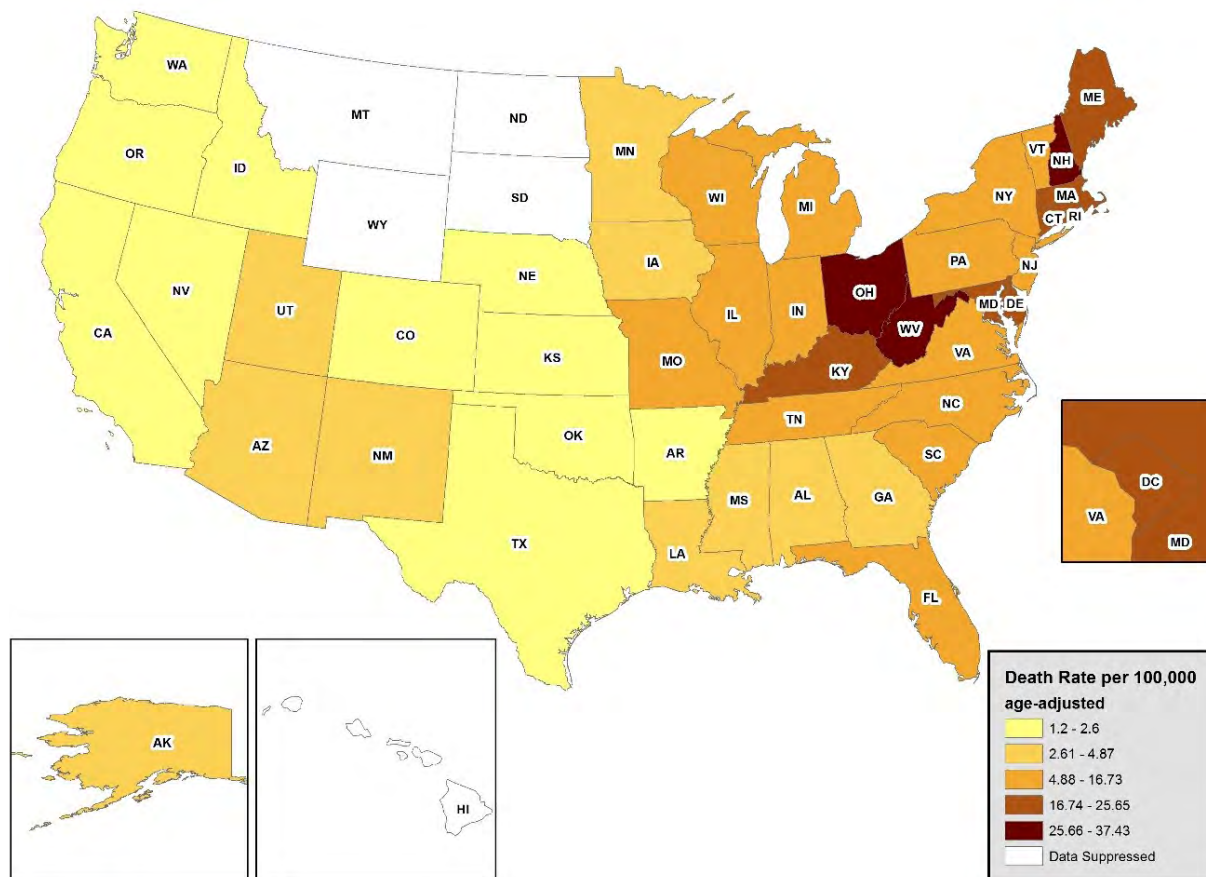 WA
MT
ND
ME
OR
ID
MN
VT
NH
SD
WI
MI
NY
MA
WY
CT
RI
IA
PA
NJ
NE
NV
UT
OH
MD
DE
CA
CO
IL
IN
WV
KS
MO
KY
VA
NC
TN
AZ
NM
OK
AR
SC
MS
AL
GA
DC
VA
MD
TX
LA
FL
AK
HI
Death Rate per 100,000
age-adjusted
1.2 - 2.6
2.61 - 4.87
4.88 - 16.73
16.74 - 25.65
25.66 - 37.43
Data Suppressed